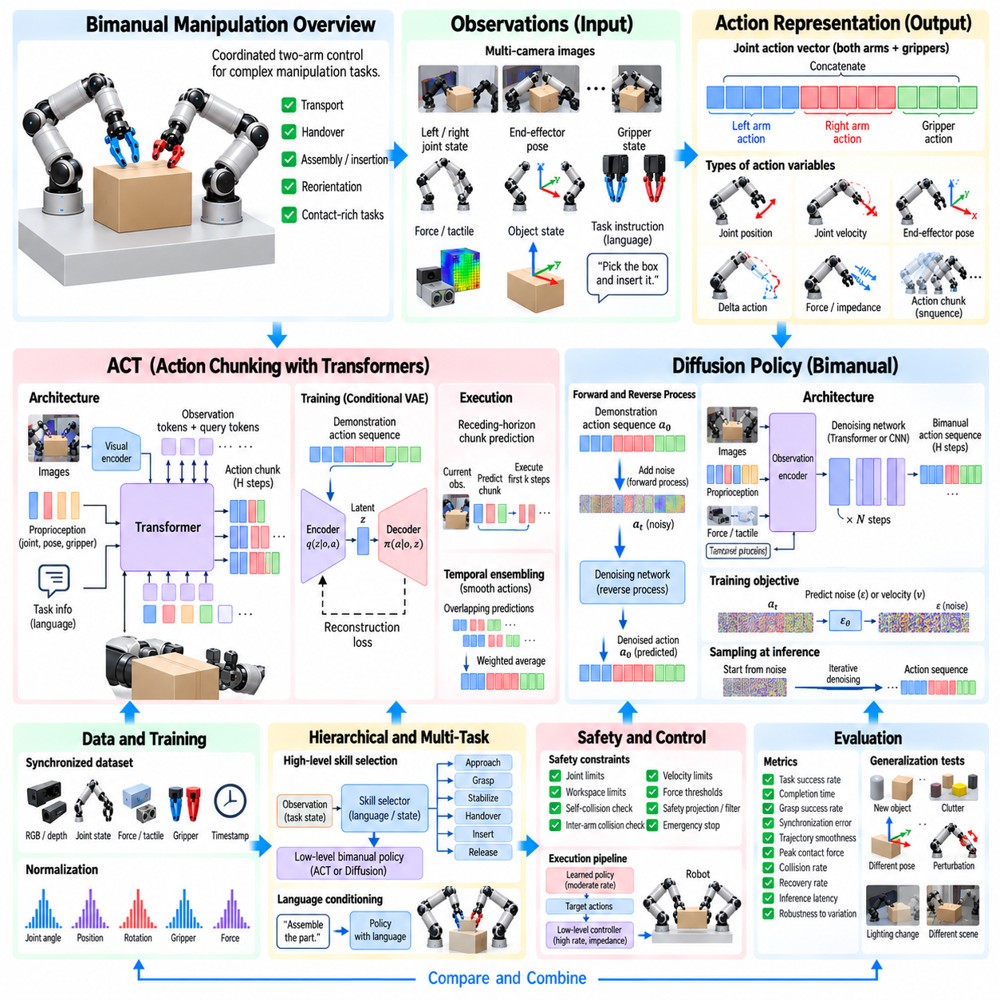 Bimanual Manipulation Overview
Coordinated two-arm control
for complex manipulation tasks.
Transport
Handover
Assembly / insertion
Reorientation
Contact-rich tasks
Observations (Input)
Multi-camera images
Left / right
joint state
End-effector
pose
Gripper
state
Force / tactile
Object state
Task instruction
(language)
“Pick the box
and insert it.”
Action Representation (Output)
Joint action vector (both arms + grippers)
Concatenate
Left arm
action
Right arm
action
Gripper
action
Types of action variables
Joint position
Joint velocity
End-effector pose
Delta action
Force / impedance
Action chunk
(snquence)
ACT (Action Chunking with Transformers)
Architecture
Images
Visual
encoder
Observation
tokens + query tokens
Transformer
Action chunk
(H steps)
Proprioception
(joint, pose, gripper)
Task info
(language)
Training (Conditional VAE)
Demonstration
action sequence
Encoder
q(z|o,a)
Latent
z
Decoder
π(a|o, z)
Reconstruction
loss
Execution
Receding-horizon
chunk prediction
Current
obs.
Predict
chunk
Execute
first k steps
Temporal ensembling
(smooth actions)
Overlapping predictions
Weighted average
Diffusion Policy (Bimanual)
Forward and Reverse Process
Demonstration
action sequence a0
Add noise
(forward process)
at (noisy)
Denoising network
(reverse process)
Denoised action
a0 (predicted)
Architecture
Images
Proprioception
Force / tactile
Observation
encoder
Denoising network
(Transformer or CNN)
× N steps
Bimanual
action sequence
(H steps)
Training objective
Predict noise (ε) or velocity (v)
at
εθ
ε (noise)
Sampling at inference
Start from noise
Iterative
denoising
Action sequence
Data and Training
Synchronized dataset
RGB / depth
Joint state
Force / tactile
Gripper
Timestamp
Normalization
Joint angle
Position
Rotation
Gripper
Force
Hierarchical and Multi-Task
High-level skill selection
Observation
(task state)
Skill selector
(language / state)
Approach
Grasp
Stabilize
Handover
Insert
Release
Low-level bimanual policy
(ACT or Diffusion)
Language conditioning
“Assemble
the part.”
Policy
with language
Safety and Control
Safety constraints
Joint limits
Workspace limits
Self-collision check
Inter-arm collision check
Velocity limits
Force thresholds
Safety projection / filter
Emergency stop
Execution pipeline
Learned policy
(moderate rate)
Target actions
Low-level controller
(high rate, impedance)
Robot
Evaluation
Metrics
Task success rate
Completion time
Grasp success rate
Synchronization error
Trajectory smoothness
Peak contact force
Collision rate
Recovery rate
Inference latency
Robustness to variation
Generalization tests
New object
Clutter
Different pose
Perturbation
Lighting change
Different scene
Compare and Combine